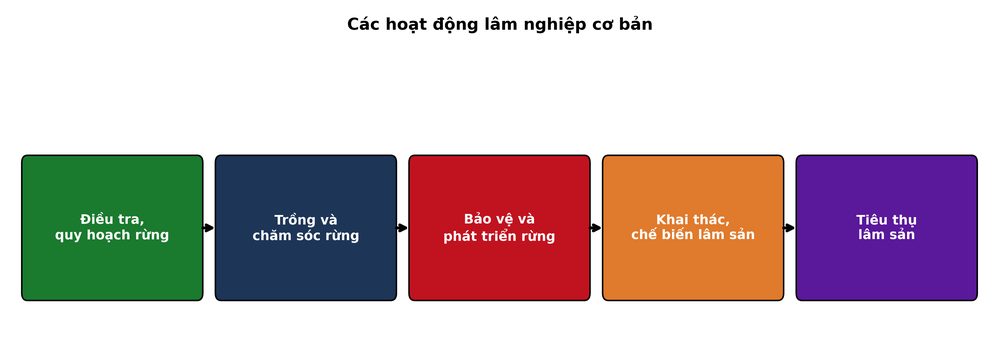 Các hoạt động lâm nghiệp cơ bản
Điều tra,
quy hoạch rừng
Trồng và
chăm sóc rừng
Bảo vệ và
phát triển rừng
Khai thác,
chế biến lâm sản
Tiêu thụ
lâm sản